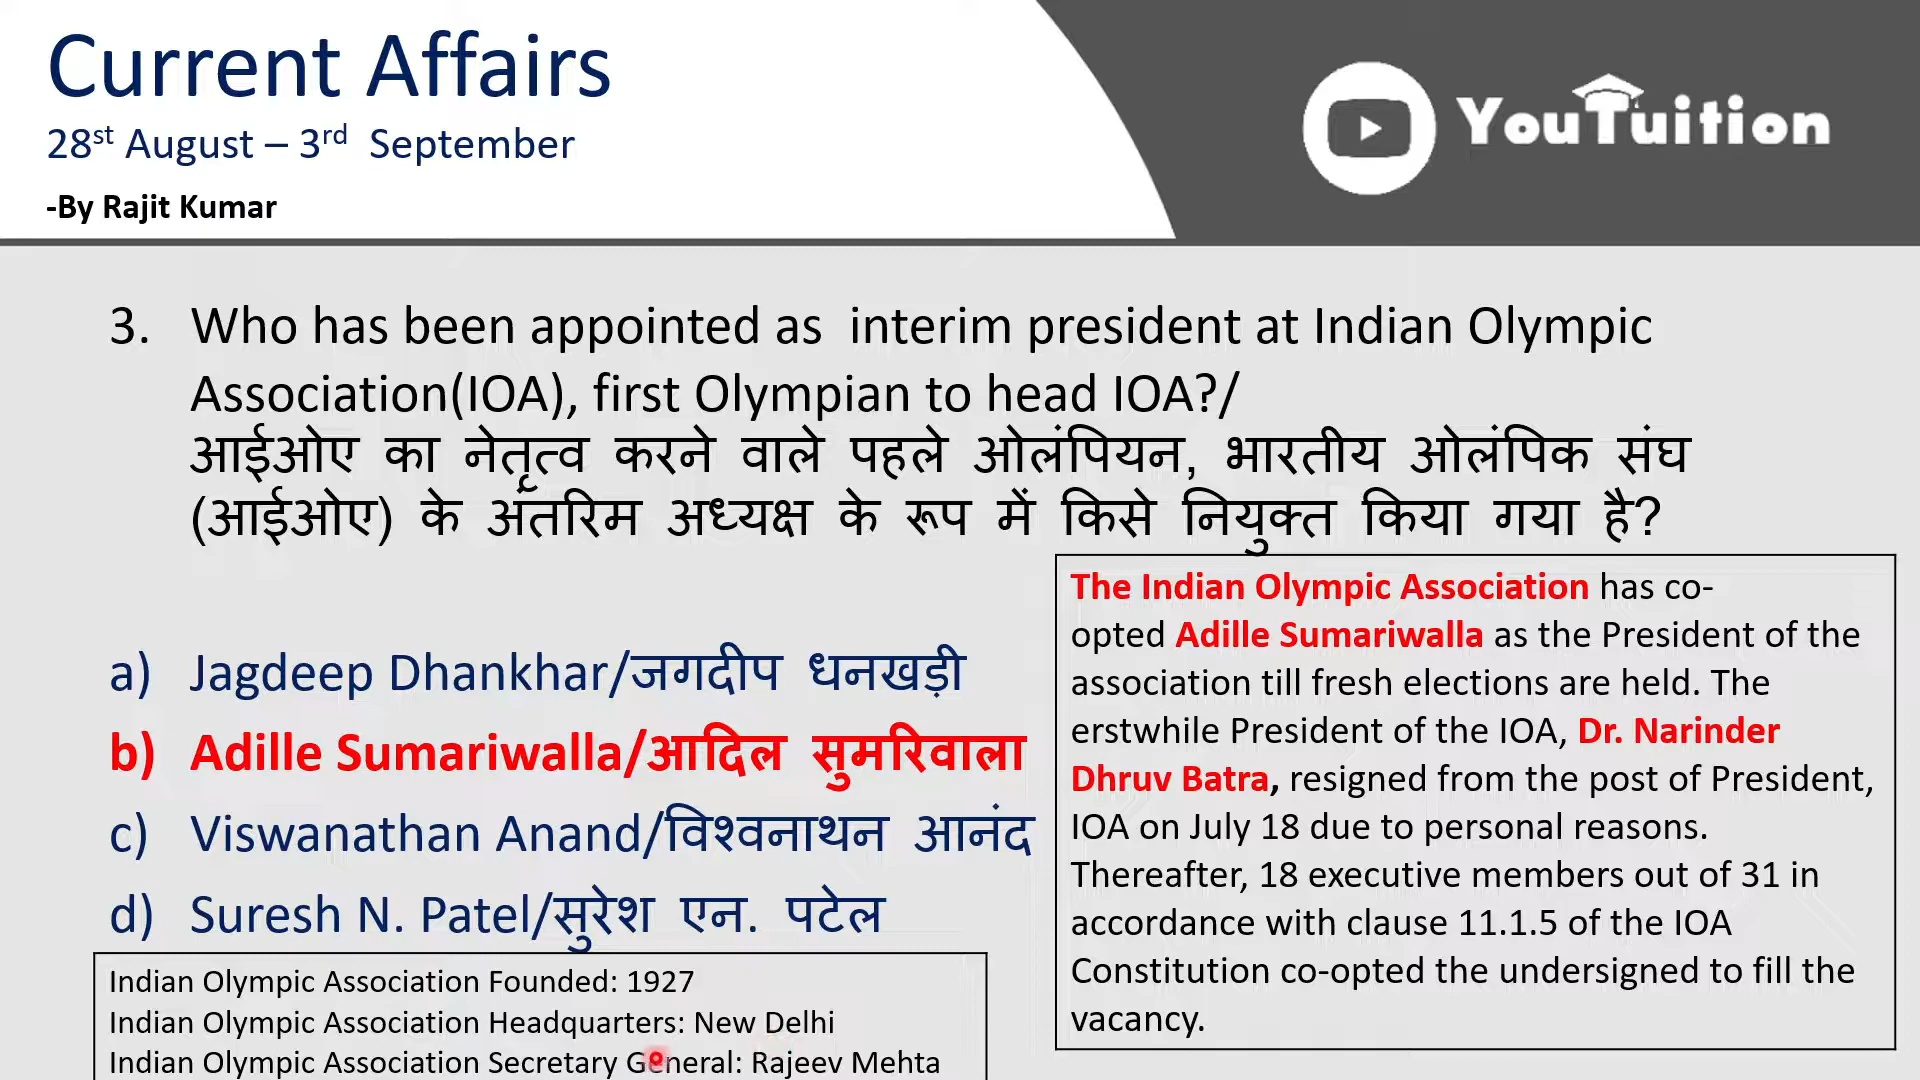 Current Affairs
28st August – 3rd September
-By Rajit Kumar
YouTuition
3. Who has been appointed as interim president at Indian Olympic
Association(IOA), first Olympian to head IOA?/
आईओए का नेतृत्व करने वाले पहले ओलंपियन, भारतीय ओलंपिक संघ
(आईओए) के अंतरिम अध्यक्ष के रूप में किसे नियुक्त किया गया है?
a) Jagdeep Dhankhar/जगदीप धनखड़ी
b) Adille Sumariwalla/आदिल सुमरिवाला
c) Viswanathan Anand/विश्वनाथन आनंद
d) Suresh N. Patel/सुरेश एन. पटेल
The Indian Olympic Association has co-
opted Adille Sumariwalla as the President of the
association till fresh elections are held. The
erstwhile President of the IOA, Dr. Narinder
Dhruv Batra, resigned from the post of President,
IOA on July 18 due to personal reasons.
Thereafter, 18 executive members out of 31 in
accordance with clause 11.1.5 of the IOA
Constitution co-opted the undersigned to fill the
vacancy.
Indian Olympic Association Founded: 1927
Indian Olympic Association Headquarters: New Delhi
Indian Olympic Association Secretary General: Rajeev Mehta